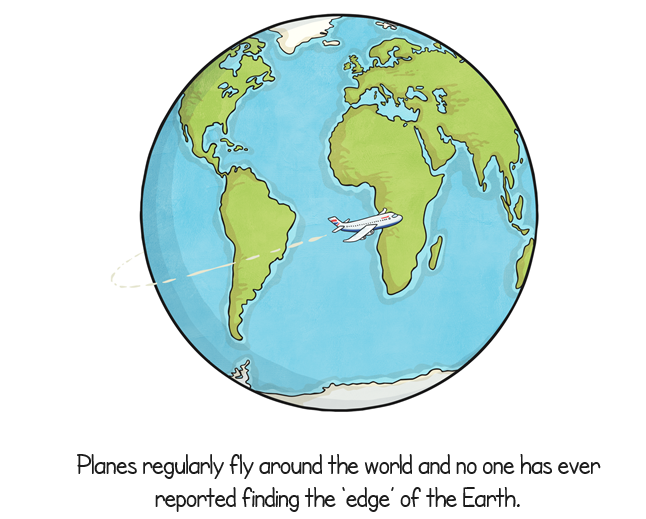 Planes regularly fly around the world and no one has ever
reported finding the ‘edge’ of the Earth.